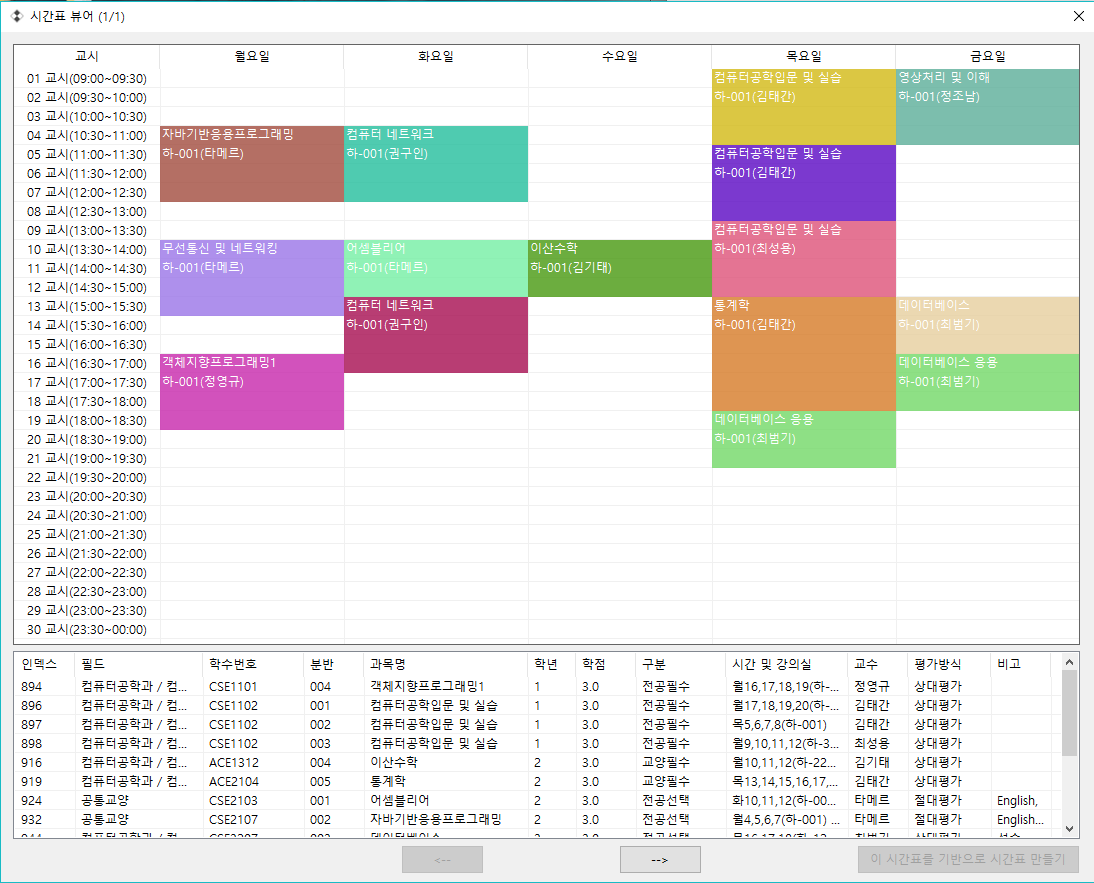 시간표 뷰어 (1/1)
교시 월요일 화요일 수요일 목요일 금요일
01 교시(09:00~09:30) 컴퓨터공학입문 및 실습 영상처리 및 이해
02 교시(09:30~10:00) 하-001(김태간) 하-001(정조남)
03 교시(10:00~10:30)
04 교시(10:30~11:00) 자바기반응용프로그래밍 컴퓨터 네트워크
05 교시(11:00~11:30) 하-001(타메르) 하-001(권구인) 컴퓨터공학입문 및 실습
06 교시(11:30~12:00) 하-001(김태간)
07 교시(12:00~12:30)
08 교시(12:30~13:00)
09 교시(13:00~13:30) 컴퓨터공학입문 및 실습
10 교시(13:30~14:00) 무선통신 및 네트워킹 어셈블리어 이산수학 하-001(최성용)
11 교시(14:00~14:30) 하-001(타메르) 하-001(타메르) 하-001(김기태)
12 교시(14:30~15:00)
13 교시(15:00~15:30) 컴퓨터 네트워크 통계학 데이터베이스
14 교시(15:30~16:00) 하-001(권구인) 하-001(김태간) 하-001(최범기)
15 교시(16:00~16:30)
16 교시(16:30~17:00) 객체지향프로그래밍1 데이터베이스 응용
17 교시(17:00~17:30) 하-001(정영규) 하-001(최범기)
18 교시(17:30~18:00)
19 교시(18:00~18:30) 데이터베이스 응용
20 교시(18:30~19:00) 하-001(최범기)
21 교시(19:00~19:30)
22 교시(19:30~20:00)
23 교시(20:00~20:30)
24 교시(20:30~21:00)
25 교시(21:00~21:30)
26 교시(21:30~22:00)
27 교시(22:00~22:30)
28 교시(22:30~23:00)
29 교시(23:00~23:30)
30 교시(23:30~00:00)
인덱스 필드 학수번호 분반 과목명 학년 학점 구분 시간 및 강의실 교수 평가방식 비고
894 컴퓨터공학과 / 컴... CSE1101 004 객체지향프로그래밍1 1 3.0 전공필수 월16,17,18,19(하-... 정영규 상대평가
896 컴퓨터공학과 / 컴... CSE1102 001 컴퓨터공학입문 및 실습 1 3.0 전공필수 월17,18,19,20(하-... 김태간 상대평가
897 컴퓨터공학과 / 컴... CSE1102 002 컴퓨터공학입문 및 실습 1 3.0 전공필수 목5,6,7,8(하-001) 김태간 상대평가
898 컴퓨터공학과 / 컴... CSE1102 003 컴퓨터공학입문 및 실습 1 3.0 전공필수 월9,10,11,12(하-3... 최성용 상대평가
916 컴퓨터공학과 / 컴... ACE1312 004 이산수학 2 3.0 교양필수 월10,11,12(하-22... 김기태 상대평가
919 컴퓨터공학과 / 컴... ACE2104 005 통계학 2 3.0 교양필수 목13,14,15,16,17,... 김태간 상대평가
924 공통교양 CSE2103 001 어셈블리어 2 3.0 전공선택 화10,11,12(하-00... 타메르 절대평가 English,
932 공통교양 CSE2107 002 자바기반응용프로그래밍 2 3.0 전공선택 월4,5,6,7(하-001) ... 타메르 절대평가 English...
<-- --> 이 시간표를 기반으로 시간표 만들기